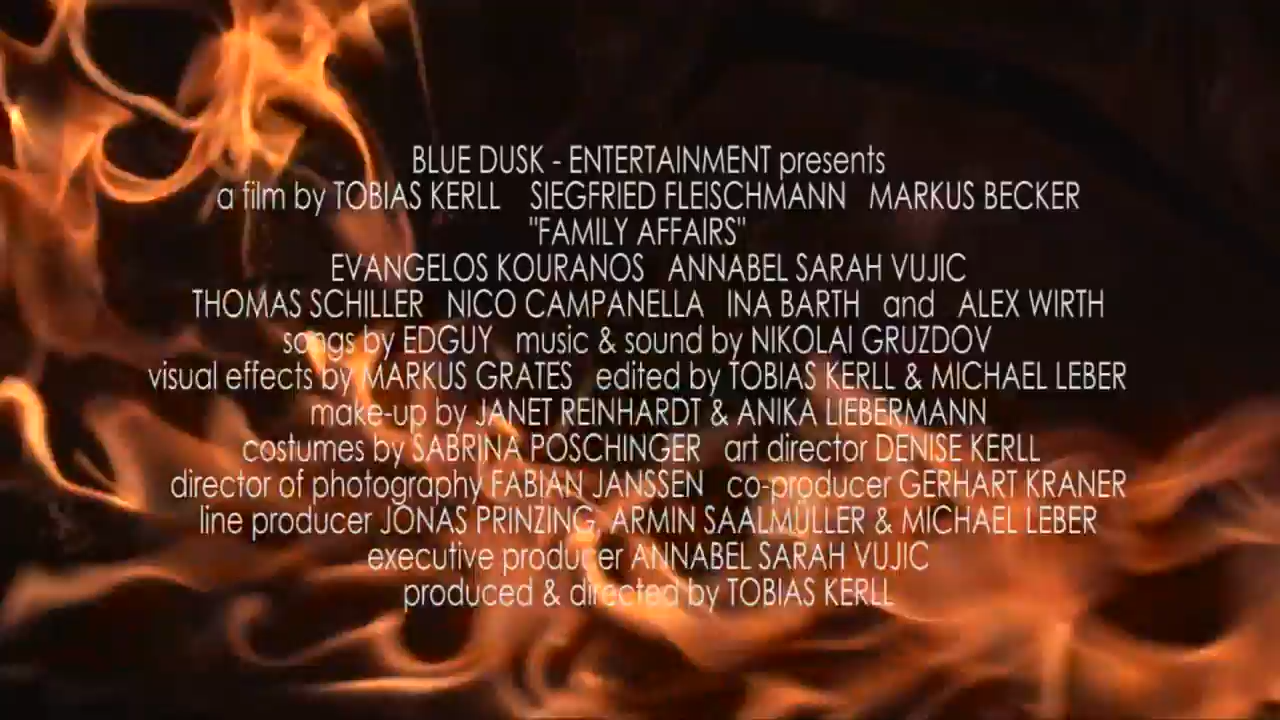 BLUE DUSK - ENTERTAINMENT presents
a film by TOBIAS KERLL SIEGFRIED FLEISCHMANN MARKUS BECKER
"FAMILY AFFAIRS"
EVANGELOS KOURANOS ANNABEL SARAH VUJIC
THOMAS SCHILLER NICO CAMPANELLA INA BARTH and ALEX WIRTH
songs by EDGUY music & sound by NIKOLAI GRUZDOV
visual effects by MARKUS GRATES edited by TOBIAS KERLL & MICHAEL LEBER
make-up by JANET REINHARDT & ANIKA LIEBERMANN
costumes by SABRINA POSCHINGER art director DENISE KERLL
director of photography FABIAN JANSSEN co-producer GERHART KRANER
line producer JONAS PRINZING, ARMIN SAALMÜLLER & MICHAEL LEBER
executive producer ANNABEL SARAH VUJIC
produced & directed by TOBIAS KERLL